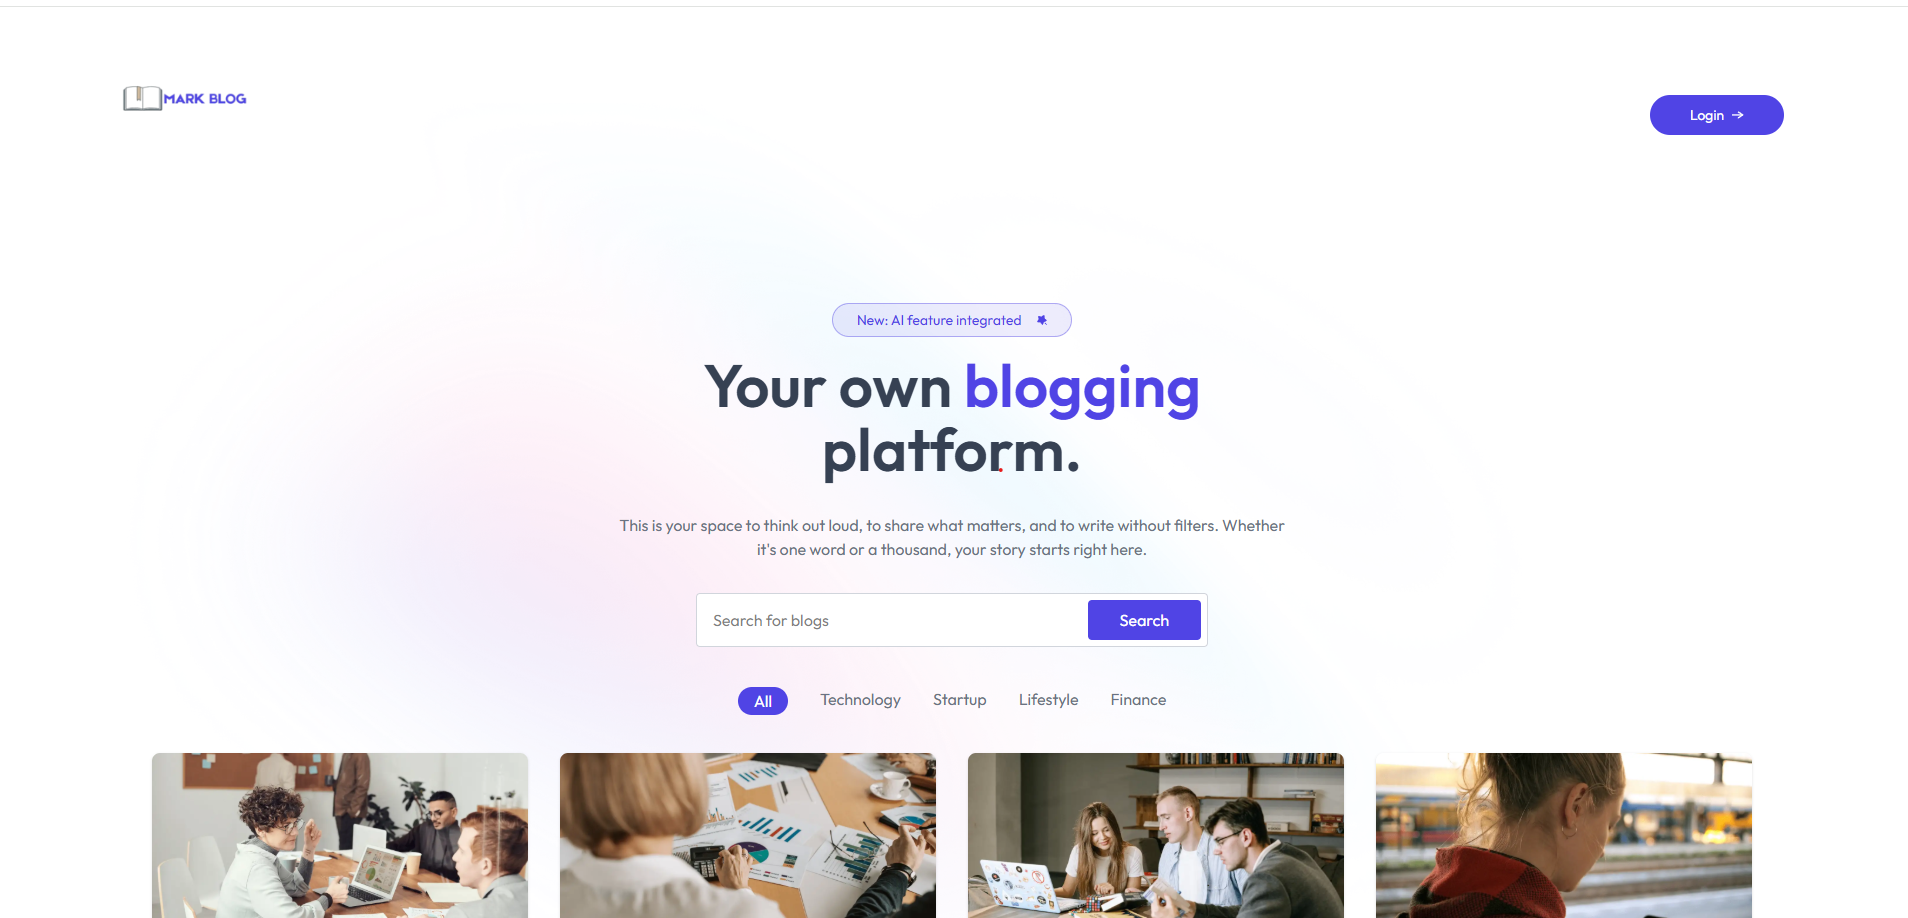 MARK BLOG
Login →
New: AI feature integrated
Your own blogging
platform.
This is your space to think out loud, to share what matters, and to write without filters. Whether
it's one word or a thousand, your story starts right here.
Search for blogs
Search
All
Technology
Startup
Lifestyle
Finance